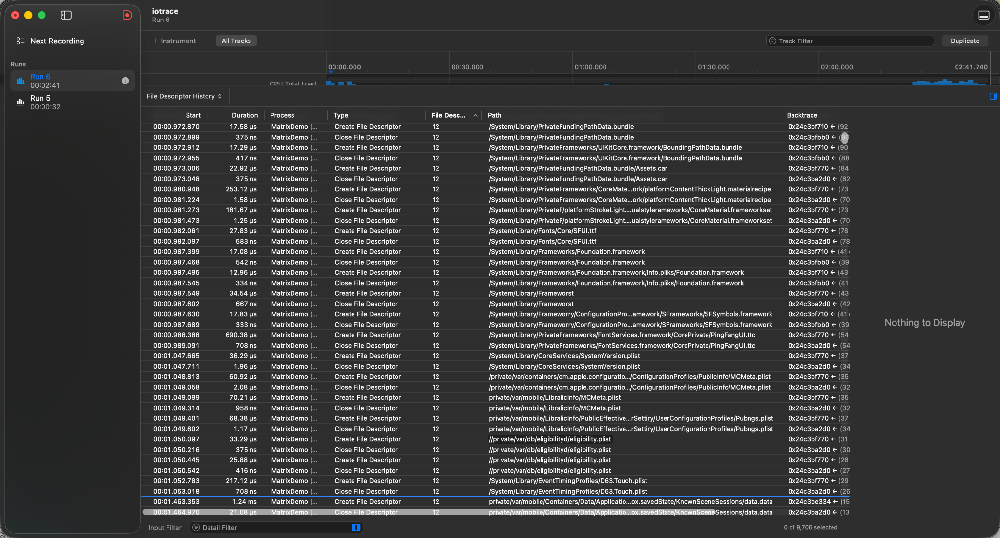 iotrace
Run 6
Next Recording
+ Instrument
All Tracks
Track Filter
Duplicate
Runs
Run 6
00:02:41
Run 5
00:00:32
00:00.000 00:30.000 01:00.000 01:30.000 02:00.000 02:41.740
CPU Total Load
File Descriptor History
Start Duration Process Type File Desc... Path Backtrace
00:00.972.870 17.58 µs MatrixDemo (... Create File Descriptor 12 /System/Library/PrivateFundingPathData.bundle 0x24c3bf710 ← (92
00:00.972.899 375 ns MatrixDemo (... Close File Descriptor 12 /System/Library/PrivateFundingPathData.bundle 0x24c3bfbb0 ← (90
00:00.972.912 17.29 µs MatrixDemo (... Create File Descriptor 12 /System/Library/PrivateFrameworks/UIKitCore.framework/BoundingPathData.bundle 0x24c3bf710 ← (90
00:00.972.955 417 ns MatrixDemo (... Close File Descriptor 12 /System/Library/PrivateFrameworks/UIKitCore.framework/BoundingPathData.bundle 0x24c3bfbb0 ← (88
00:00.973.006 22.92 µs MatrixDemo (... Create File Descriptor 12 /System/Library/PrivateFundingPathData.bundle/Assets.car 0x24c3bf770 ← (84
00:00.973.048 375 ns MatrixDemo (... Close File Descriptor 12 /System/Library/PrivateFundingPathData.bundle/Assets.car 0x24c3ba2d0 ← (82
00:00.980.948 253.12 µs MatrixDemo (... Create File Descriptor 12 /System/Library/PrivateFrameworks/CoreMate...ork/platformContentThickLight.materialrecipe 0x24c3bf770 ← (73
00:00.981.224 1.58 µs MatrixDemo (... Close File Descriptor 12 /System/Library/PrivateFrameworks/CoreMate...ork/platformContentThickLight.materialrecipe 0x24c3ba2d0 ← (70
00:00.981.273 181.67 µs MatrixDemo (... Create File Descriptor 12 /System/Library/PrivateF/platformStrokeLight....ualstylerameworks/CoreMaterial.frameworkset 0x24c3bf770 ← (73
00:00.981.473 1.25 µs MatrixDemo (... Close File Descriptor 12 /System/Library/PrivateF/platformStrokeLight....ualstylerameworks/CoreMaterial.frameworkset 0x24c3ba2d0 ← (70
00:00.982.061 27.83 µs MatrixDemo (... Create File Descriptor 12 /System/Library/Fonts/Core/SFUI.ttf 0x24c3bf770 ← (78
00:00.982.097 583 ns MatrixDemo (... Close File Descriptor 12 /System/Library/Fonts/Core/SFUI.ttf 0x24c3ba2d0 ← (78
00:00.987.399 17.08 µs MatrixDemo (... Create File Descriptor 12 /System/Library/Frameworks/Foundation.framework 0x24c3bf710 ← (41
00:00.987.468 542 ns MatrixDemo (... Close File Descriptor 12 /System/Library/Frameworks/Foundation.framework 0x24c3bfbb0 ← (39
00:00.987.495 12.96 µs MatrixDemo (... Create File Descriptor 12 /System/Library/Frameworks/Foundation.framework/Info.pliks/Foundation.framework 0x24c3bf710 ← (43
00:00.987.545 334 ns MatrixDemo (... Close File Descriptor 12 /System/Library/Frameworks/Foundation.framework/Info.pliks/Foundation.framework 0x24c3bfbb0 ← (41
00:00.987.549 34.54 µs MatrixDemo (... Create File Descriptor 12 /System/Library/Frameworst 0x24c3bf770 ← (43
00:00.987.602 667 ns MatrixDemo (... Close File Descriptor 12 /System/Library/Frameworst 0x24c3ba2d0 ← (42
00:00.987.630 17.83 µs MatrixDemo (... Create File Descriptor 12 /System/Library/Frameworry/ConfigurationPro...amework/SFrameworks/SFSymbols.framework 0x24c3bf710 ← (41
00:00.987.689 333 ns MatrixDemo (... Close File Descriptor 12 /System/Library/Frameworry/ConfigurationPro...amework/SFrameworks/SFSymbols.framework 0x24c3bfbb0 ← (39
00:00.988.388 690.38 µs MatrixDemo (... Create File Descriptor 12 /System/Library/PrivateFrameworks/FontServices.framework/CorePrivate/PingFangUI.ttc 0x24c3bf770 ← (54
00:00.989.091 708 ns MatrixDemo (... Close File Descriptor 12 /System/Library/PrivateFrameworks/FontServices.framework/CorePrivate/PingFangUI.ttc 0x24c3ba2d0 ← (54
00:01.047.665 36.29 µs MatrixDemo (... Create File Descriptor 12 /System/Library/CoreServices/SystemVersion.plist 0x24c3bf770 ← (37
00:01.047.711 1.96 µs MatrixDemo (... Close File Descriptor 12 /System/Library/CoreServices/SystemVersion.plist 0x24c3ba2d0 ← (34
00:01.048.813 60.92 µs MatrixDemo (... Create File Descriptor 12 /private/var/containers/om.apple.configuratio.../ConfigurationProfiles/PublicInfo/MCMeta.plist 0x24c3bf770 ← (35
00:01.049.058 2.08 µs MatrixDemo (... Close File Descriptor 12 /private/var/containers/om.apple.configuratio.../ConfigurationProfiles/PublicInfo/MCMeta.plist 0x24c3ba2d0 ← (32
00:01.049.099 70.21 µs MatrixDemo (... Create File Descriptor 12 private/var/mobile/LibralicInfo/MCMeta.plist 0x24c3bf770 ← (35
00:01.049.314 958 ns MatrixDemo (... Close File Descriptor 12 private/var/mobile/LibralicInfo/MCMeta.plist 0x24c3ba2d0 ← (32
00:01.049.401 68.38 µs MatrixDemo (... Create File Descriptor 12 private/var/mobile/LibralicInfo/PublicEffective...rSettiry/UserConfigurationProfiles/Pubngs.plist 0x24c3bf770 ← (37
00:01.049.602 1.17 µs MatrixDemo (... Close File Descriptor 12 private/var/mobile/LibralicInfo/PublicEffective...rSettiry/UserConfigurationProfiles/Pubngs.plist 0x24c3ba2d0 ← (34
00:01.050.097 33.29 µs MatrixDemo (... Create File Descriptor 12 //private/var/db/eligibilityd/eligibility.plist 0x24c3bf770 ← (31
00:01.050.216 375 ns MatrixDemo (... Close File Descriptor 12 //private/var/db/eligibilityd/eligibility.plist 0x24c3ba2d0 ← (30
00:01.050.445 25.88 µs MatrixDemo (... Create File Descriptor 12 //private/var/db/eligibilityd/eligibility.plist 0x24c3bf770 ← (28
00:01.050.542 416 ns MatrixDemo (... Close File Descriptor 12 //private/var/db/eligibilityd/eligibility.plist 0x24c3ba2d0 ← (27
00:01.052.783 217.12 µs MatrixDemo (... Create File Descriptor 12 /System/Library/EventTimingProfiles/D63.Touch.plist 0x24c3bf770 ← (29
00:01.053.018 708 ns MatrixDemo (... Close File Descriptor 12 /System/Library/EventTimingProfiles/D63.Touch.plist 0x24c3ba2d0 ← (26
00:01.463.353 1.24 ms MatrixDemo (... Create File Descriptor 12 private/var/mobile/Containers/Data/Applicatio...ox.savedState/KnownSceneSessions/data.data 0x24c3be334 ← (15
00:01.464.970 21.08 µs MatrixDemo (... Close File Descriptor 12 private/var/mobile/Containers/Data/Applicatio...ox.savedState/KnownSceneSessions/data.data 0x24c3ba2d0 ← (13
Nothing to Display
Input Filter
Detail Filter
0 of 9,705 selected